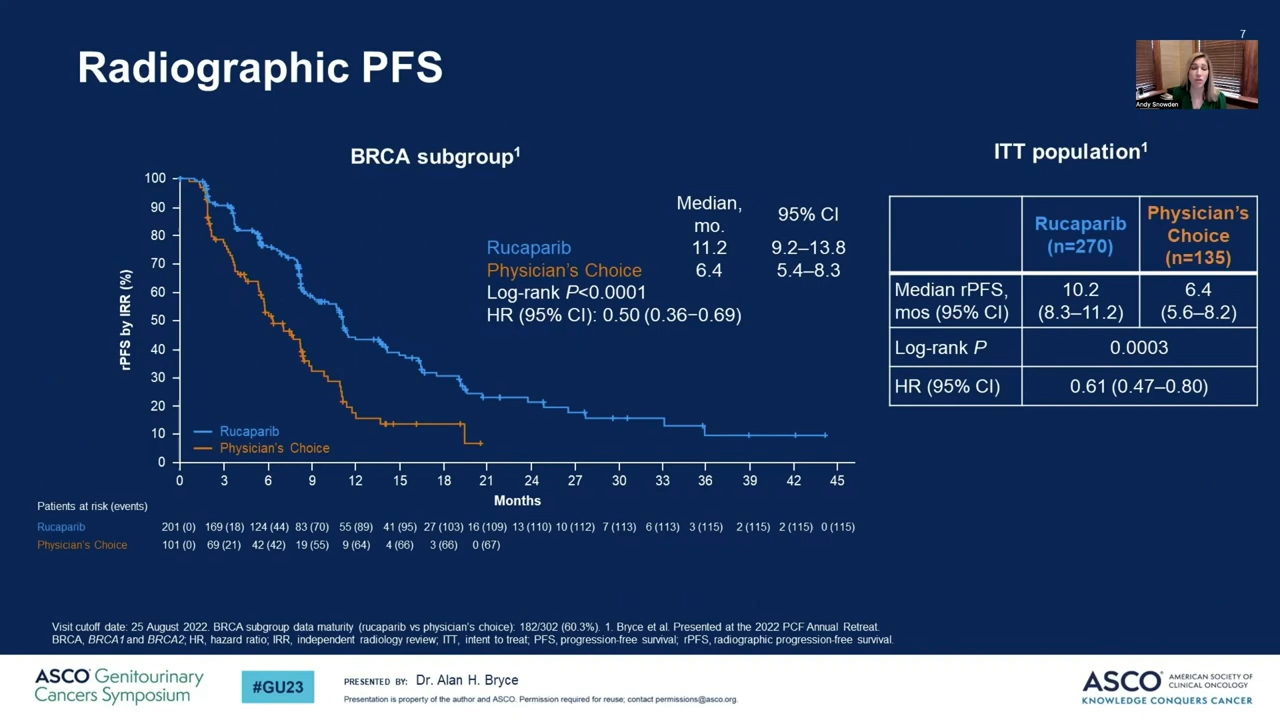 7
Radiographic PFS
Andy Snowden
BRCA subgroup¹
rPFS by IRR (%)
100
90
80
70
60
50
40
30
20
10
0
Median, mo.
95% CI
Rucaparib 11.2 9.2–13.8
Physician's Choice 6.4 5.4–8.3
Log-rank P<0.0001
HR (95% CI): 0.50 (0.36–0.69)
Rucaparib
Physician's Choice
0 3 6 9 12 15 18 21 24 27 30 33 36 39 42 45
Months
Patients at risk (events)
Rucaparib 201 (0) 169 (18) 124 (44) 83 (70) 55 (89) 41 (95) 27 (103) 16 (109) 13 (110) 10 (112) 7 (113) 6 (113) 3 (115) 2 (115) 2 (115) 0 (115)
Physician's Choice 101 (0) 69 (21) 42 (42) 19 (55) 9 (64) 4 (66) 3 (66) 0 (67)
ITT population¹
Rucaparib (n=270)
Physician's Choice (n=135)
Median rPFS, mos (95% CI) 10.2 (8.3–11.2) 6.4 (5.6–8.2)
Log-rank P 0.0003
HR (95% CI) 0.61 (0.47–0.80)
Visit cutoff date: 25 August 2022. BRCA subgroup data maturity (rucaparib vs physician's choice): 182/302 (60.3%). 1. Bryce et al. Presented at the 2022 PCF Annual Retreat.
BRCA, BRCA1 and BRCA2; HR, hazard ratio; IRR, independent radiology review; ITT, intent to treat; PFS, progression-free survival; rPFS, radiographic progression-free survival.
ASCO® Genitourinary
Cancers Symposium
#GU23
PRESENTED BY: Dr. Alan H. Bryce
Presentation is property of the author and ASCO. Permission required for reuse; contact permissions@asco.org.
ASCO® AMERICAN SOCIETY OF
CLINICAL ONCOLOGY
KNOWLEDGE CONQUERS CANCER